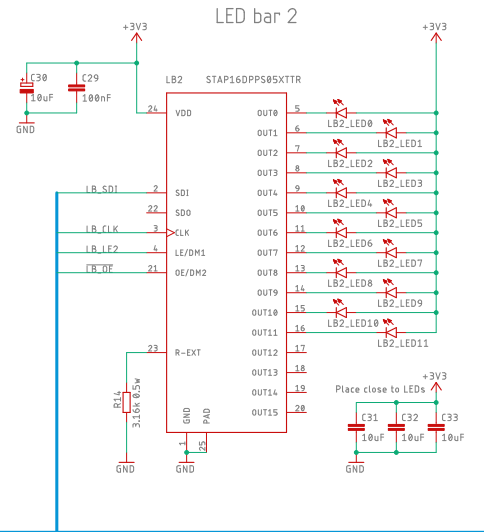 LED bar 2
+3V3
+3V3
LB2 STAP16DPPS05XTTR
C30
10uF
C29
100nF
GND
24 VDD
OUT0 5
LB2_LED0
OUT1 6
LB2_LED1
OUT2 7
LB2_LED2
OUT3 8
LB2_LED3
LB_SDI 2 SDI
OUT4 9
LB2_LED4
22 SDO
OUT5 10
LB2_LED5
LB_CLK 3 CLK
OUT6 11
LB2_LED6
LB_LE2 4 LE/DM1
OUT7 12
LB2_LED7
LB_OE 21 OE/DM2
OUT8 13
LB2_LED8
OUT9 14
LB2_LED9
OUT10 15
LB2_LED10
OUT11 16
LB2_LED11
23 R-EXT
OUT12 17
OUT13 18
OUT14 19
OUT15 20
R14
3.16k 0.5w
GND
GND
PAD
1
25
GND
+3V3
Place close to LEDs
C31
10uF
C32
10uF
C33
10uF
GND